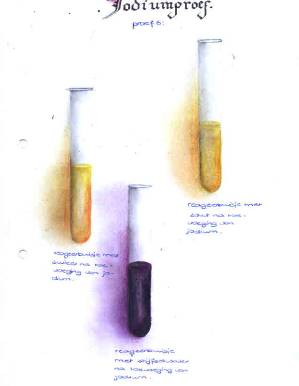 Jodiumproef.
proef 6:
reageerbuisje met
zout na toe-
voeging van
jodium.
reageerbuisje met
suiker na toe-
voeging van jo-
dium.
reageerbuisje
met
na toevoeging van
jodium.